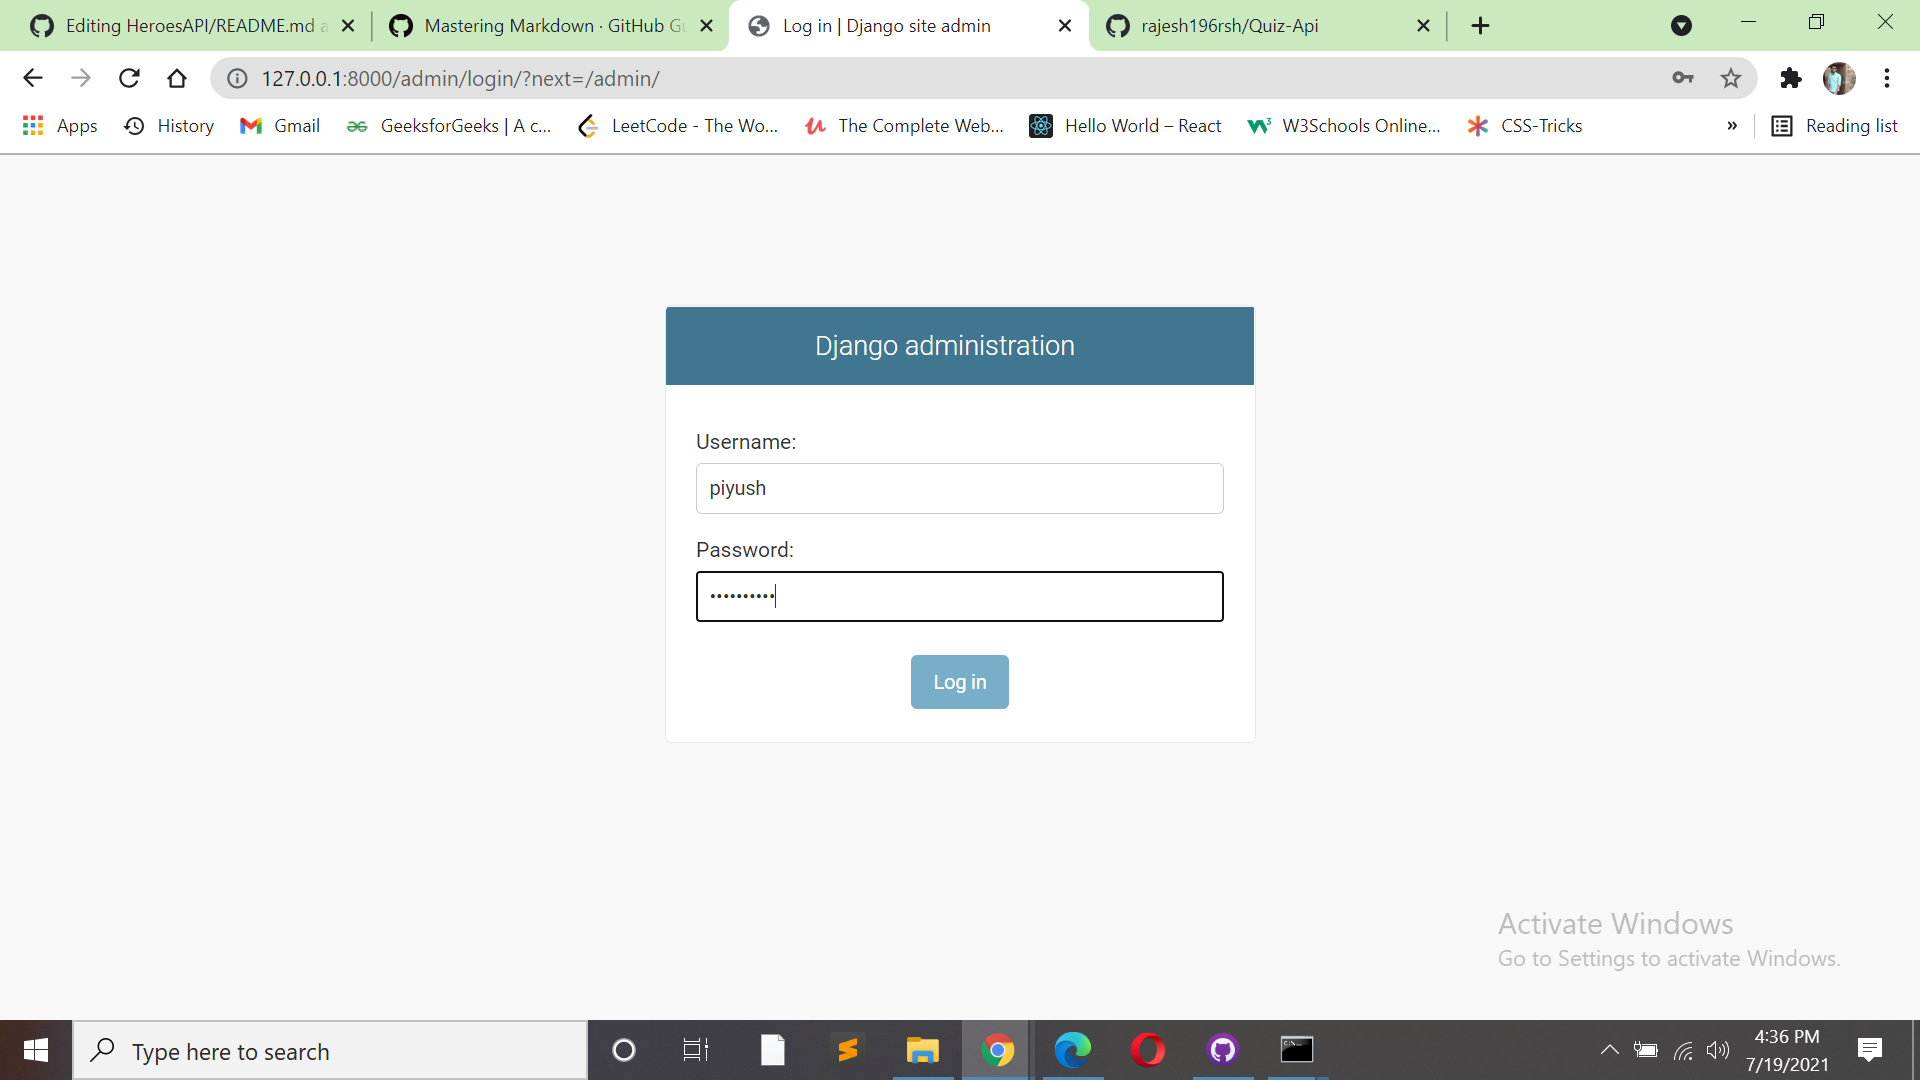 Editing HeroesAPI/README.md a
Mastering Markdown · GitHub Gu
Log in | Django site admin
rajesh196rsh/Quiz-Api
127.0.0.1:8000/admin/login/?next=/admin/
Apps
History
Gmail
GeeksforGeeks | A c...
LeetCode - The Wo...
The Complete Web...
Hello World – React
W3Schools Online...
CSS-Tricks
»
Reading list
Django administration
Username:
piyush
Password:
••••••••••
Log in
Activate Windows
Go to Settings to activate Windows.
Type here to search
4:36 PM
7/19/2021